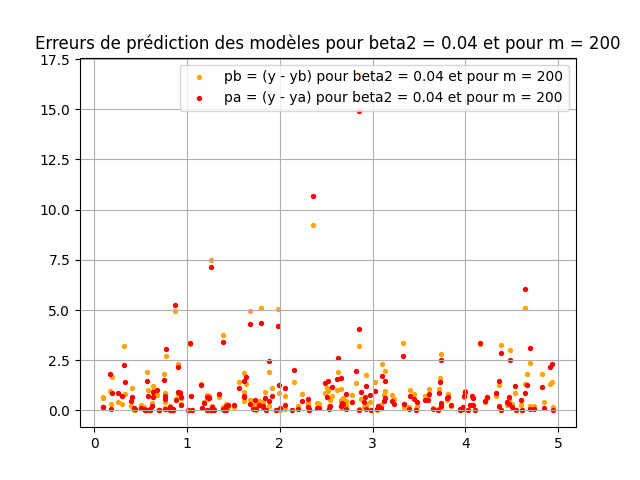 Erreurs de prédiction des modèles pour beta2 = 0.04 et pour m = 200
pb = (y - yb) pour beta2 = 0.04 et pour m = 200
pa = (y - ya) pour beta2 = 0.04 et pour m = 200
17.5
15.0
12.5
10.0
7.5
5.0
2.5
0.0
0 1 2 3 4 5